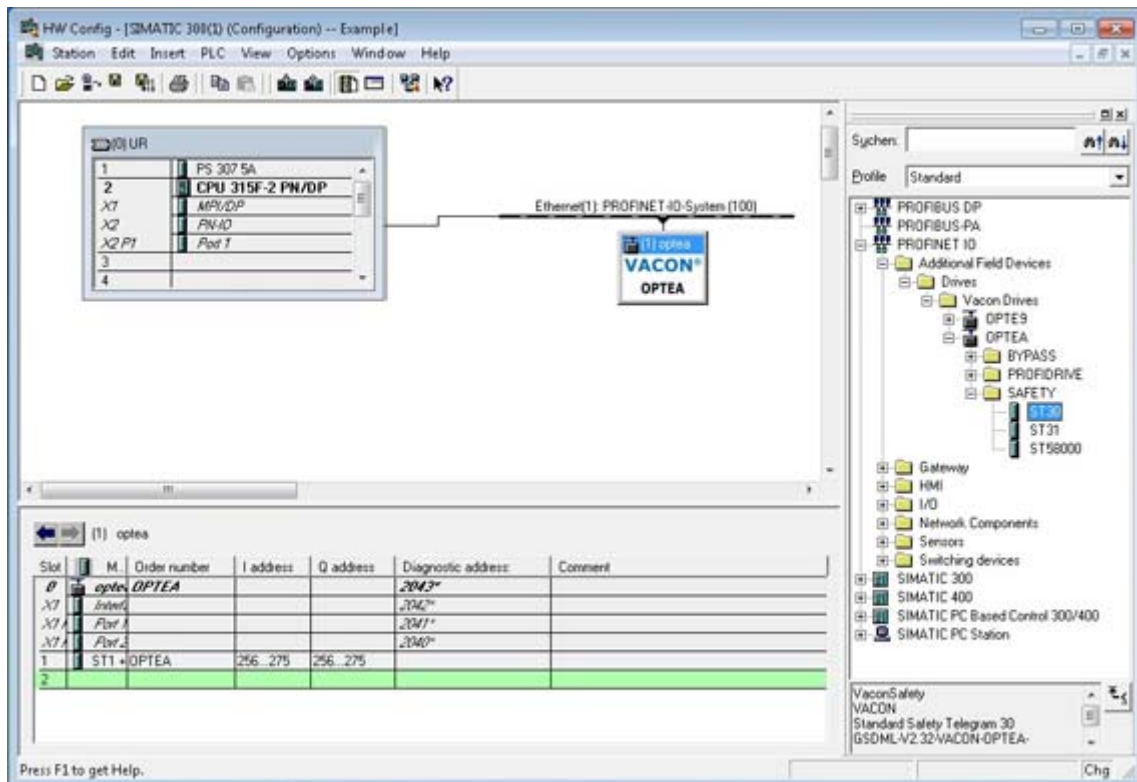 HW Config - [SIMATIC 300(1) (Configuration) -- Example]
Station Edit Insert PLC View Options Window Help
(0) UR
1 PS 307 5A
2 CPU 315F-2 PN/DP
X1 MPI/DP
X2 PN-IO
X2 P1 Port 1
3
4
Ethernet(1): PROFINET-IO-System (100)
(1) optea
VACON®
OPTEA
Suchen:
Profile Standard
PROFIBUS DP
PROFIBUS-PA
PROFINET IO
Additional Field Devices
Drives
Vacon Drives
OPTE9
OPTEA
BYPASS
PROFIDRIVE
SAFETY
ST30
ST31
ST58000
Gateway
HMI
I/O
Network Components
Sensors
Switching devices
SIMATIC 300
SIMATIC 400
SIMATIC PC Based Control 300/400
SIMATIC PC Station
(1) optea
Slot M... Order number I address Q address Diagnostic address: Comment
0 optea OPTEA 2043*
X1 Interf 2042*
X1 Port 2041*
X1 Port 2040*
1 ST1 + OPTEA 256...275 256...275
2
VaconSafety
VACON
Standard Safety Telegram 30
GSDML-V2.32-VACON-OPTEA-
Press F1 to get Help.
Chg